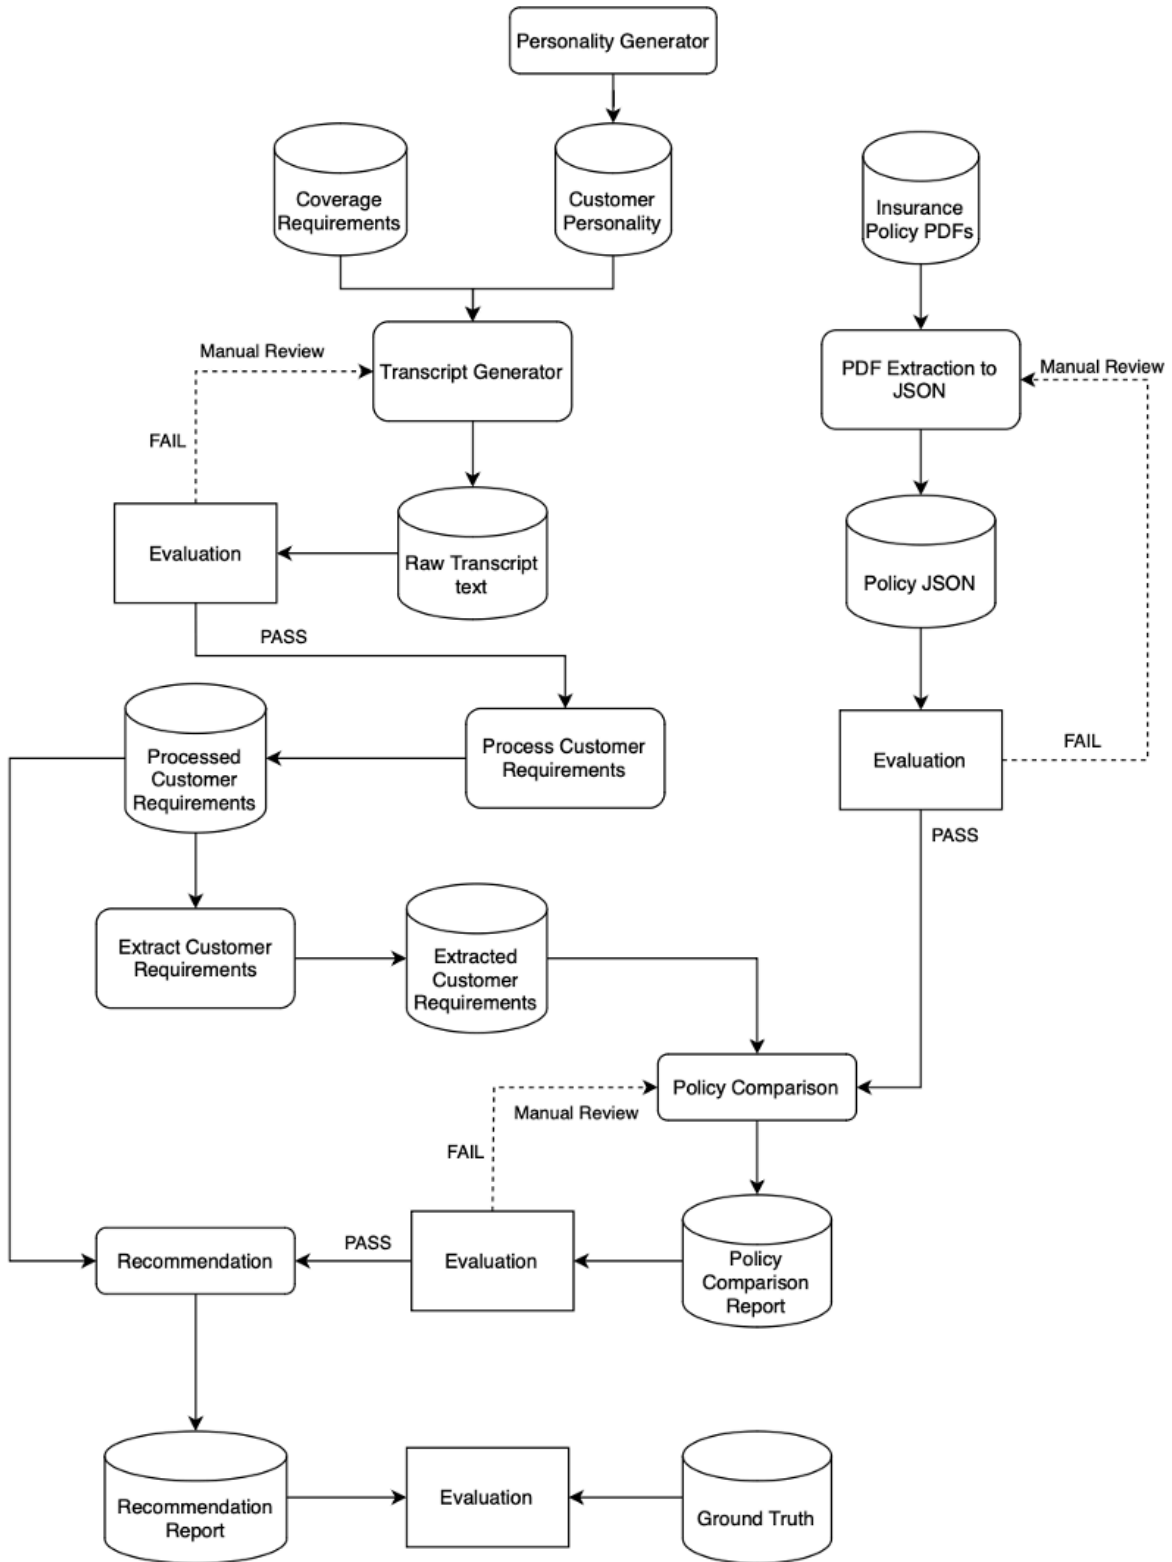 Personality Generator
Coverage
Requirements
Customer
Personality
Insurance
Policy PDFs
Manual Review
Transcript Generator
PDF Extraction to
JSON
Manual Review
FAIL
Evaluation
Raw Transcript
text
Policy JSON
PASS
Processed
Customer
Requirements
Process Customer
Requirements
Evaluation
FAIL
PASS
Extract Customer
Requirements
Extracted
Customer
Requirements
Policy Comparison
Manual Review
FAIL
Recommendation
PASS
Evaluation
Policy
Comparison
Report
Recommendation
Report
Evaluation
Ground Truth